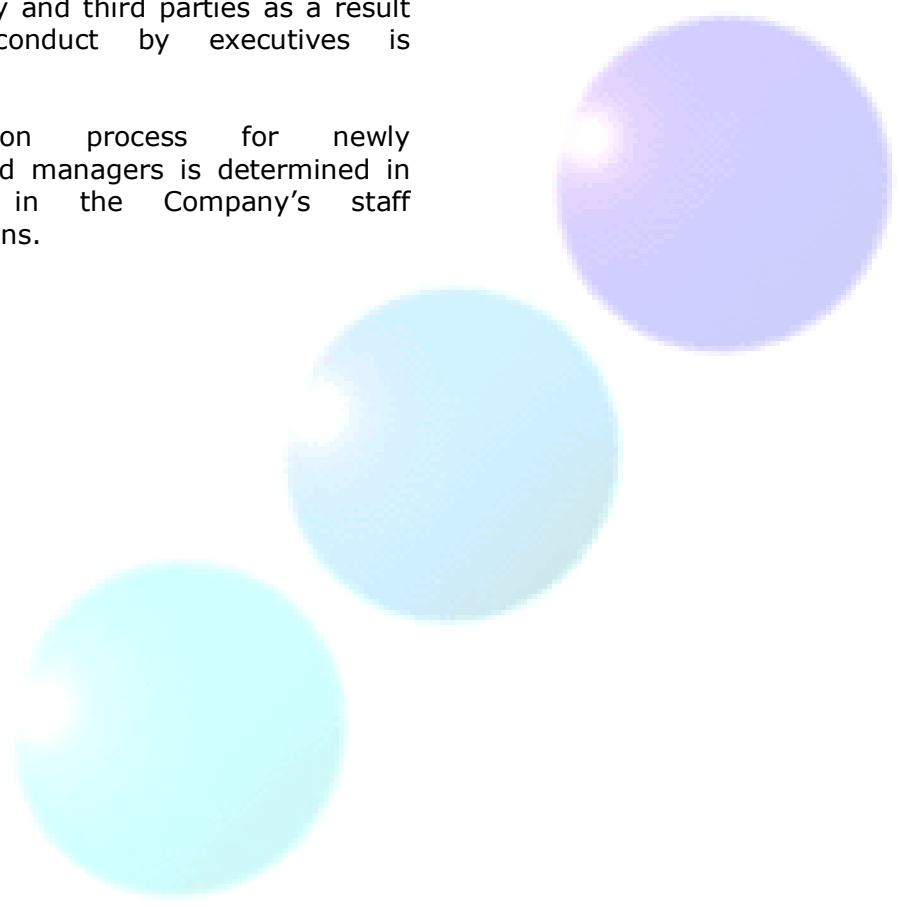 y and third parties as a result
conduct by executives is
on process for newly
d managers is determined in
in the Company’s staff
ns.